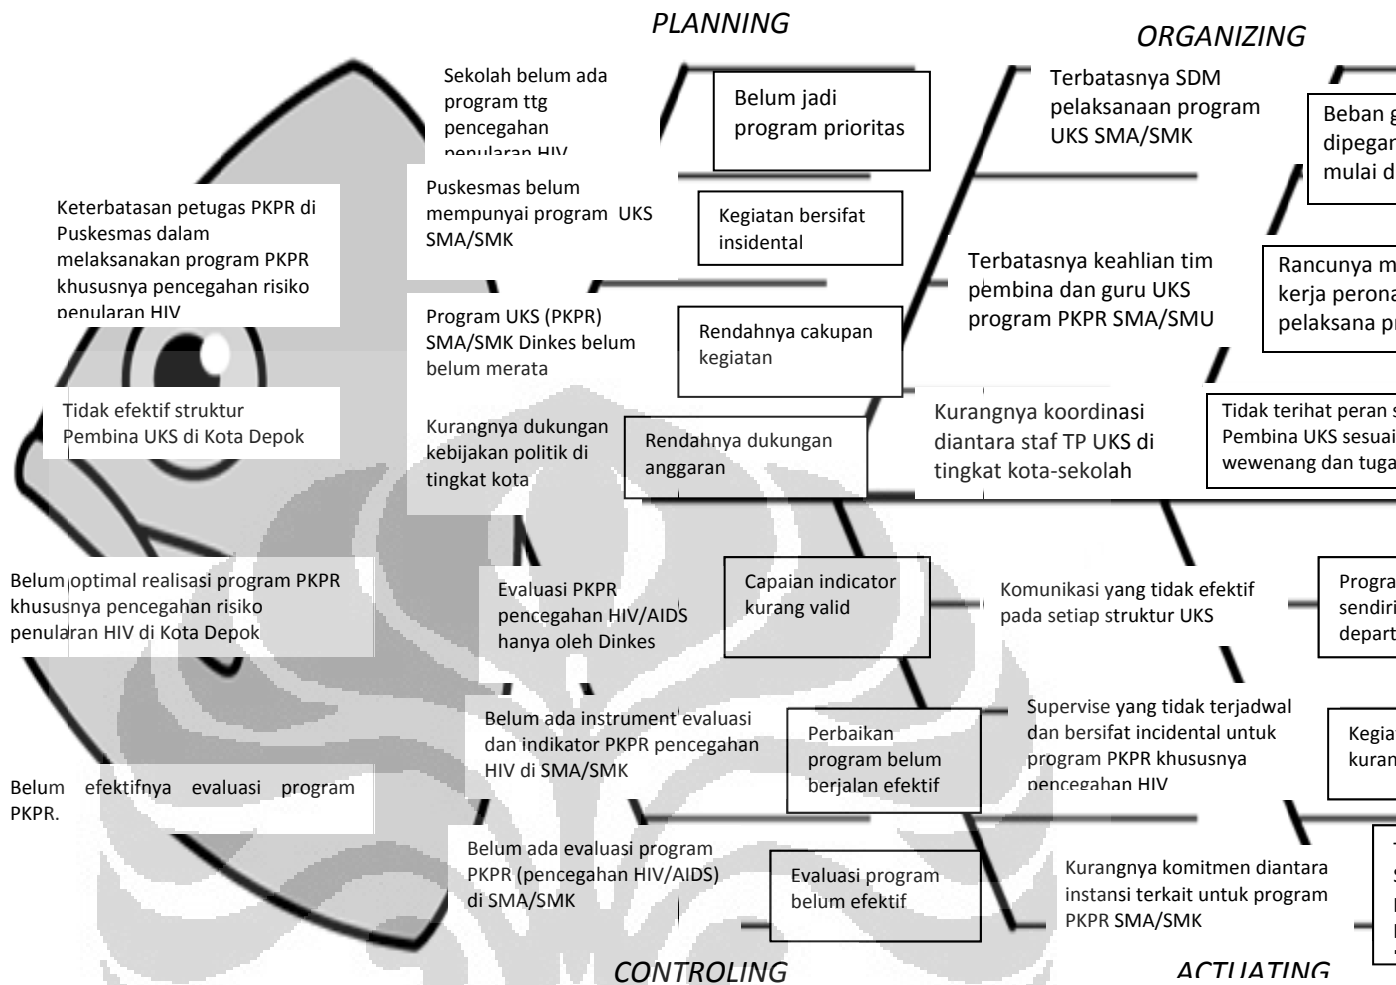 PLANNING
ORGANIZING
Sekolah belum ada
program ttg
pencegahan
penularan HIV
Belum jadi
program prioritas
Terbatasnya SDM
pelaksanaan program
UKS SMA/SMK
Beban
dipegan
mulai d
Puskesmas belum
mempunyai program UKS
SMA/SMK
Kegiatan bersifat
insidental
Keterbatasan petugas PKPR di
Puskesmas dalam
melaksanakan program PKPR
khususnya pencegahan risiko
penularan HIV
Terbatasnya keahlian tim
pembina dan guru UKS
program PKPR SMA/SMU
Rancunya m
kerja perona
pelaksana pr
Program UKS (PKPR)
SMA/SMK Dinkes belum
belum merata
Rendahnya cakupan
kegiatan
Tidak efektif struktur
Pembina UKS di Kota Depok
Kurangnya dukungan
kebijakan politik di
tingkat kota
Rendahnya dukungan
anggaran
Kurangnya koordinasi
diantara staf TP UKS di
tingkat kota-sekolah
Tidak terihat peran s
Pembina UKS sesuai
wewenang dan tuga
Belum optimal realisasi program PKPR
khususnya pencegahan risiko
penularan HIV di Kota Depok
Evaluasi PKPR
pencegahan HIV/AIDS
hanya oleh Dinkes
Capaian indicator
kurang valid
Komunikasi yang tidak efektif
pada setiap struktur UKS
Progra
sendiri
depart
Belum ada instrument evaluasi
dan indikator PKPR pencegahan
HIV di SMA/SMK
Perbaikan
program belum
berjalan efektif
Supervise yang tidak terjadwal
dan bersifat incidental untuk
program PKPR khususnya
pencegahan HIV
Kegia
kuran
Belum efektifnya evaluasi program
PKPR.
Belum ada evaluasi program
PKPR (pencegahan HIV/AIDS)
di SMA/SMK
Evaluasi program
belum efektif
Kurangnya komitmen diantara
instansi terkait untuk program
PKPR SMA/SMK
CONTROLING
ACTUATING